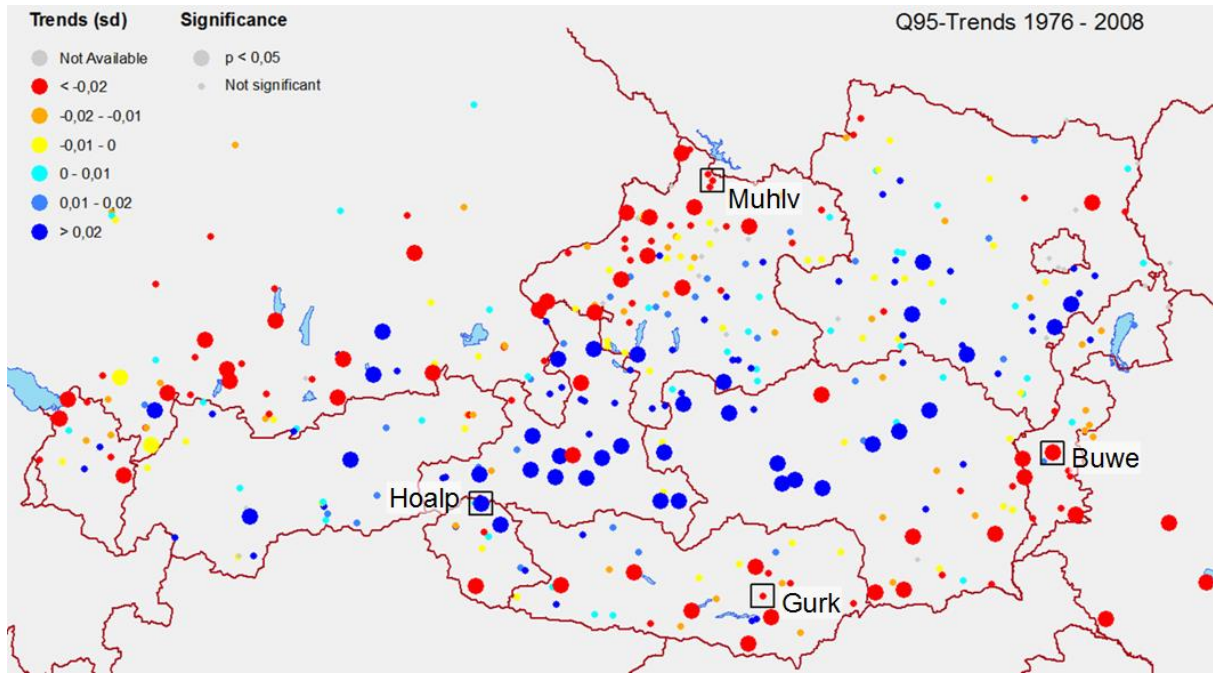 Trends (sd)
Not Available
< -0,02
-0,02 - -0,01
-0,01 - 0
0 - 0,01
0,01 - 0,02
> 0,02
Significance
p < 0,05
Not significant
Q95-Trends 1976 - 2008
Muhlv
Buwe
Hoalp
Gurk